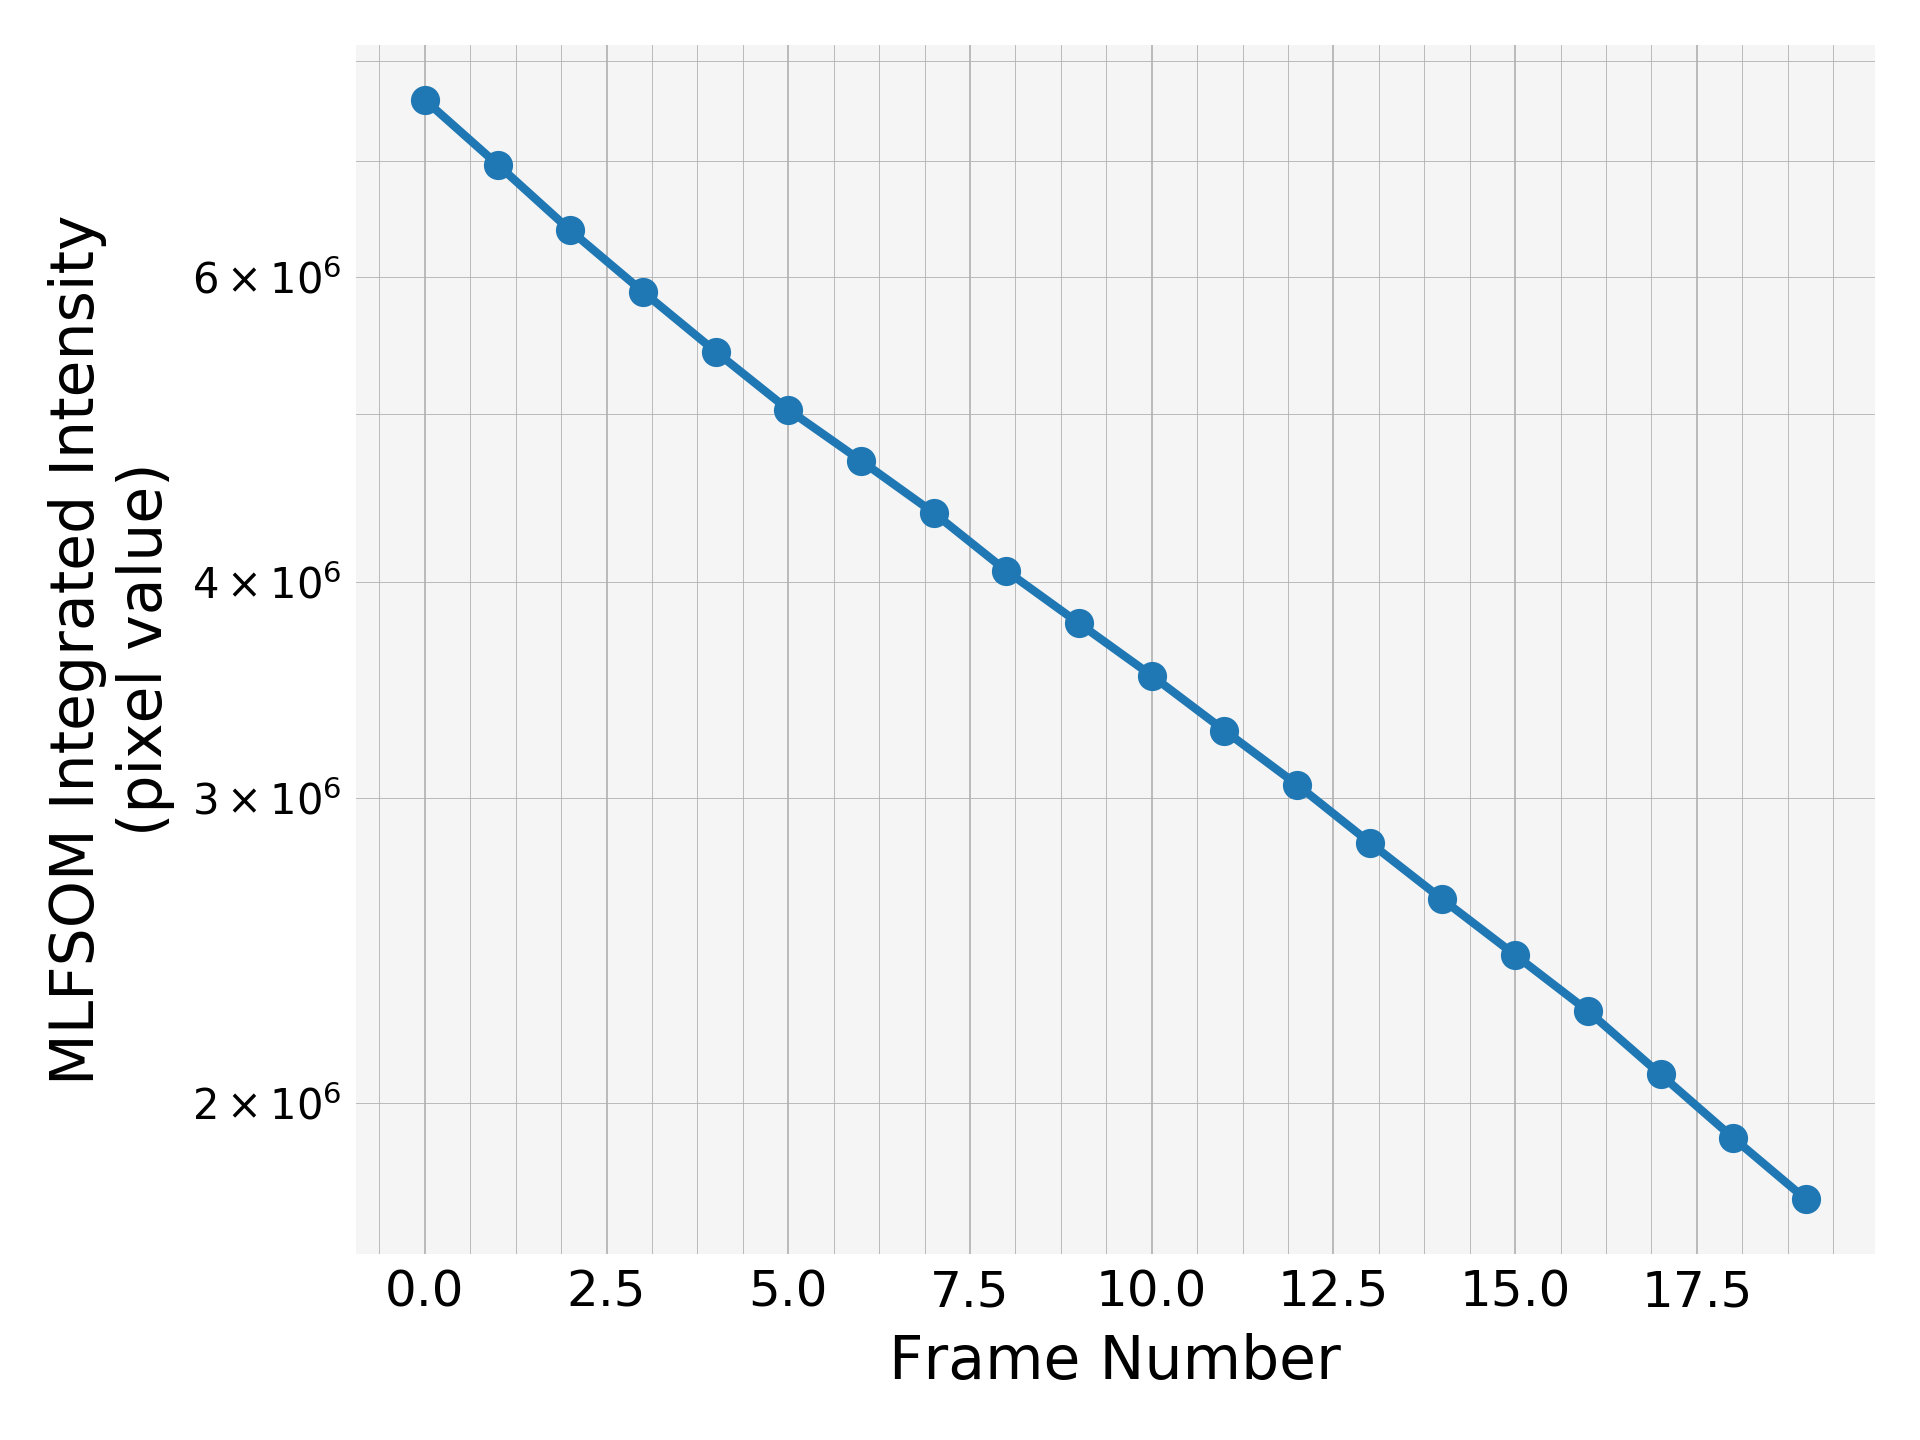 MLFSOM Integrated Intensity
(pixel value)
6 × 10⁶
4 × 10⁶
3 × 10⁶
2 × 10⁶
0.0 2.5 5.0 7.5 10.0 12.5 15.0 17.5
Frame Number